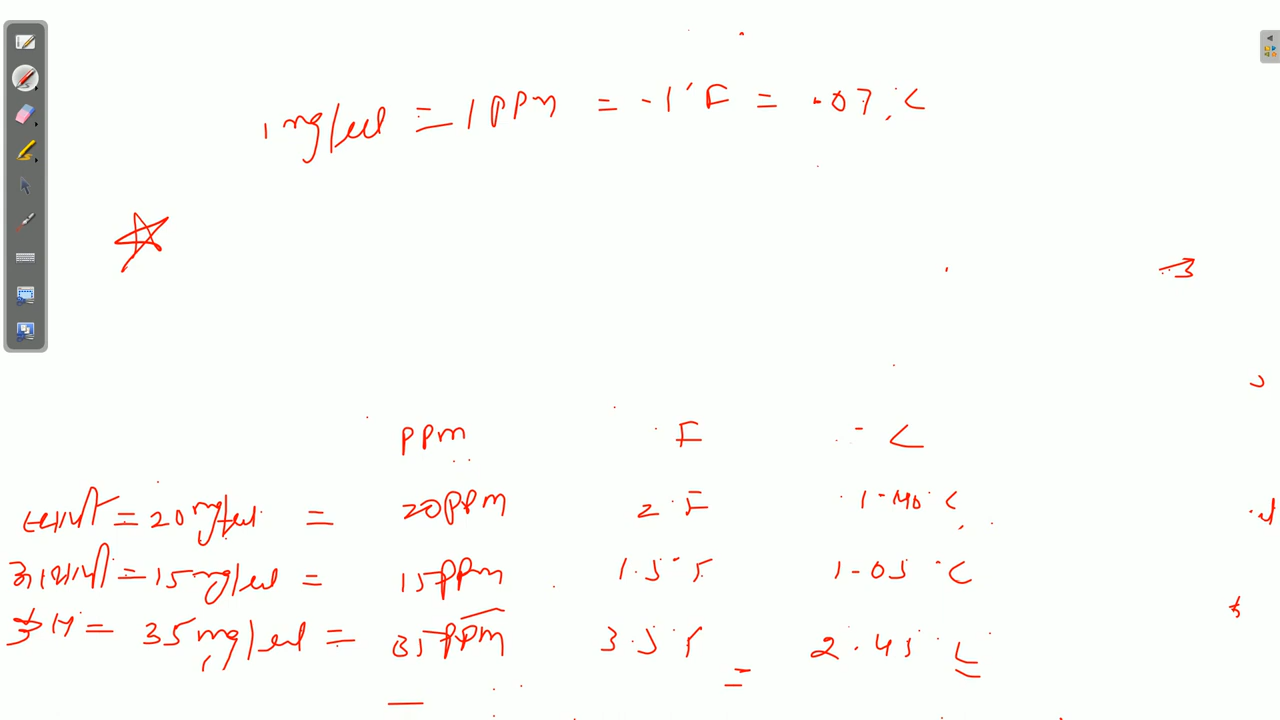 1 mg/lit = 1 PPm = .1°F = .07°C
PPm °F °C
= 20 mg/lit = 20 PPm 2°F 1.40°C
= 15 mg/lit = 15 PPm 1.5°F 1.05°C
= 35 mg/lit = 35 PPm 3.5°F 2.45°C